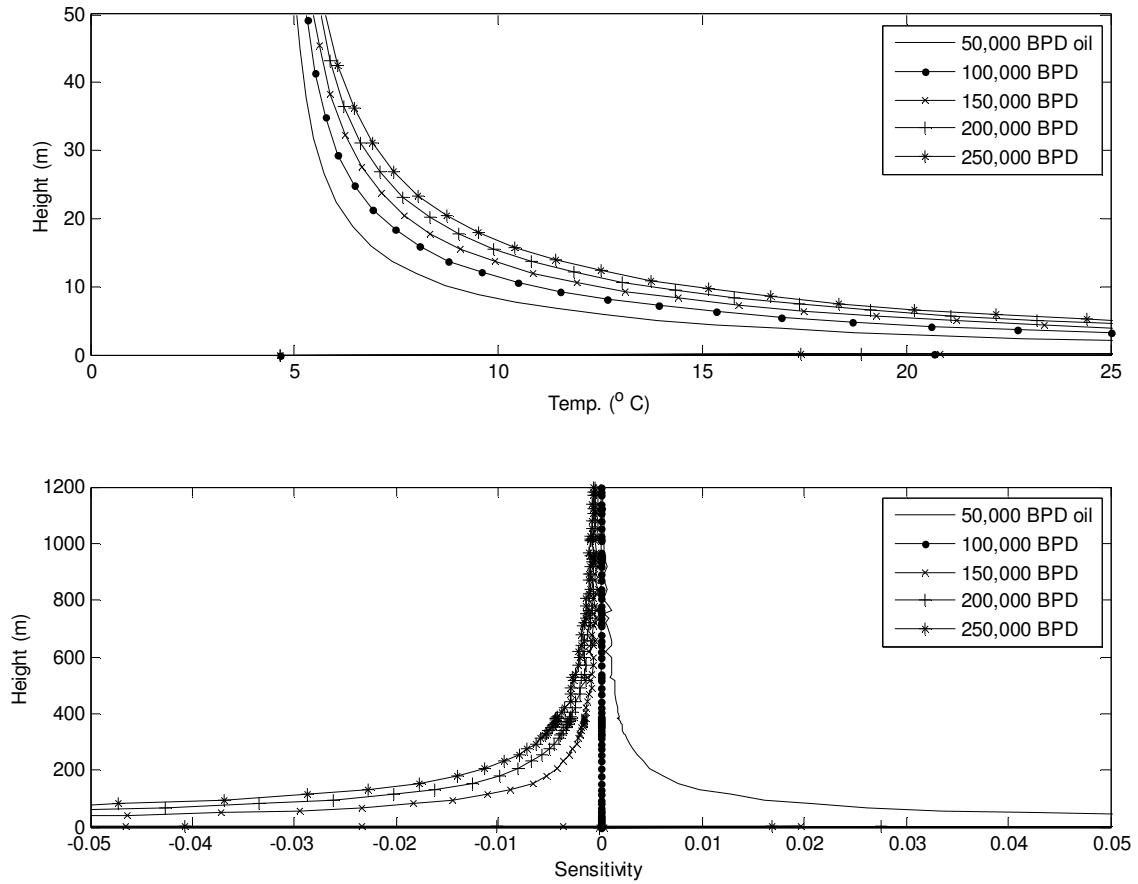 50
40
30
20
10
0
Height (m)
0
5
10
15
20
25
Temp. (° C)
50,000 BPD oil
100,000 BPD
150,000 BPD
200,000 BPD
250,000 BPD
1200
1000
800
600
400
200
0
Height (m)
-0.05
-0.04
-0.03
-0.02
-0.01
0
0.01
0.02
0.03
0.04
0.05
Sensitivity
50,000 BPD oil
100,000 BPD
150,000 BPD
200,000 BPD
250,000 BPD